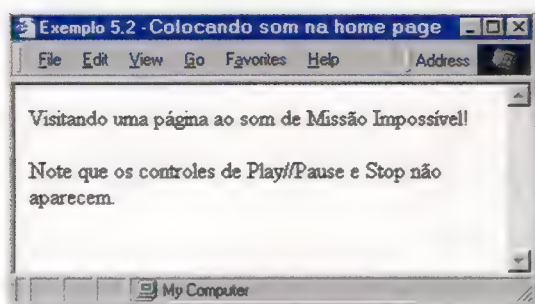 Exemplo 5.2 - Colocando som na home page
File Edit View Go Favorites Help Address
Visitando uma página ao som de Missão Impossível!
Note que os controles de Play//Pause e Stop não
aparecem.
My Computer